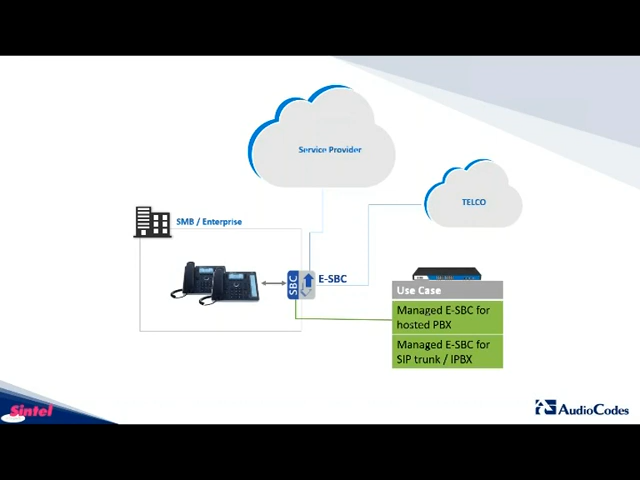 Service Provider
TELCO
SMB / Enterprise
SBC
E-SBC
Use Case
Managed E-SBC for
hosted PBX
Managed E-SBC for
SIP trunk / IPBX
Sintel
AudioCodes